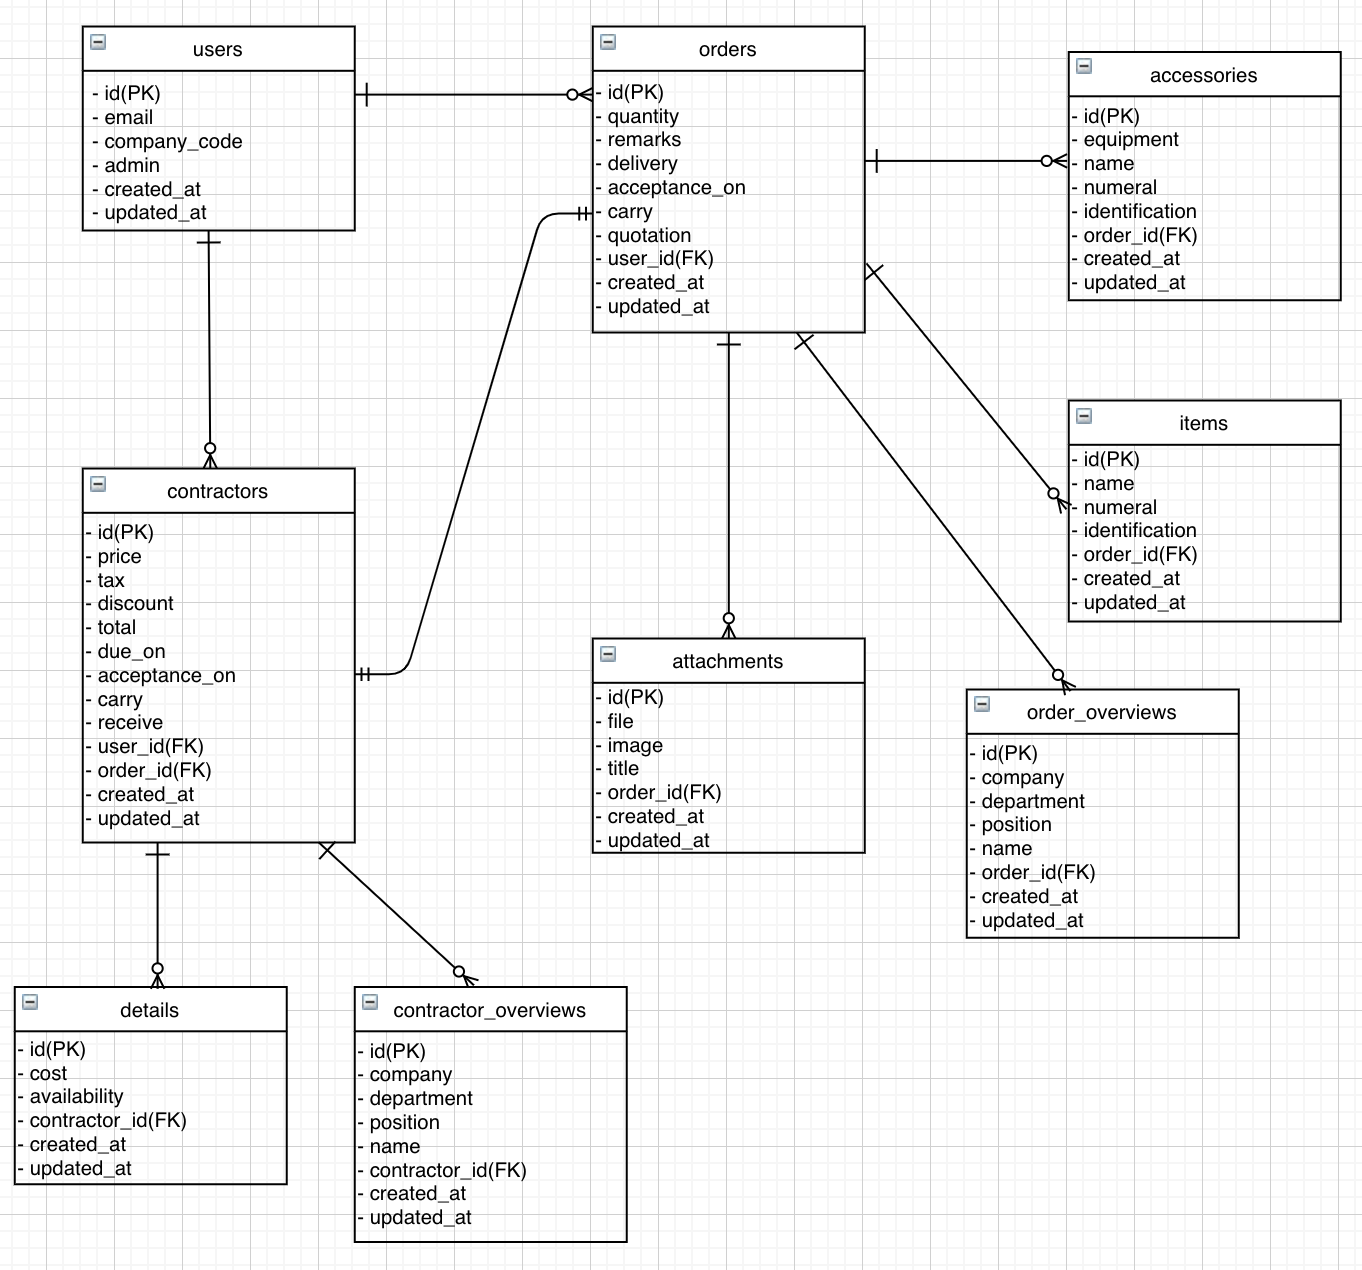 users
- id(PK)
- email
- company_code
- admin
- created_at
- updated_at
orders
- id(PK)
- quantity
- remarks
- delivery
- acceptance_on
- carry
- quotation
- user_id(FK)
- created_at
- updated_at
accessories
- id(PK)
- equipment
- name
- numeral
- identification
- order_id(FK)
- created_at
- updated_at
items
- id(PK)
- name
- numeral
- identification
- order_id(FK)
- created_at
- updated_at
contractors
- id(PK)
- price
- tax
- discount
- total
- due_on
- acceptance_on
- carry
- receive
- user_id(FK)
- order_id(FK)
- created_at
- updated_at
attachments
- id(PK)
- file
- image
- title
- order_id(FK)
- created_at
- updated_at
order_overviews
- id(PK)
- company
- department
- position
- name
- order_id(FK)
- created_at
- updated_at
details
- id(PK)
- cost
- availability
- contractor_id(FK)
- created_at
- updated_at
contractor_overviews
- id(PK)
- company
- department
- position
- name
- contractor_id(FK)
- created_at
- updated_at